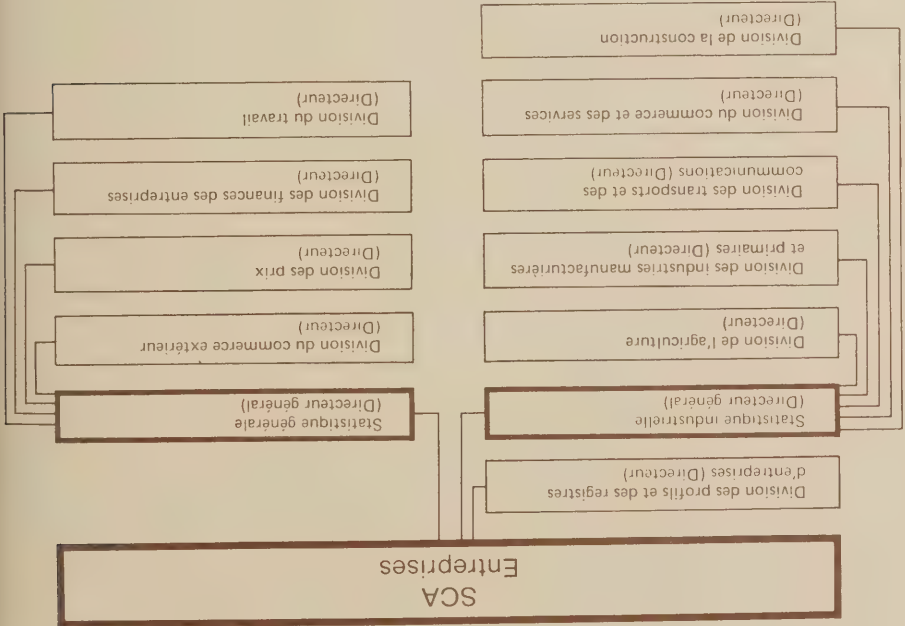 SCA
Entreprises
Division des profils et des registres
d'entreprises (Directeur)
Statistique industrielle
(Directeur général)
Division de l'agriculture
(Directeur)
Division des industries manufacturières
et primaires (Directeur)
Division des transports et des
communications (Directeur)
Division du commerce et des services
(Directeur)
Division de la construction
(Directeur)
Statistique générale
(Directeur général)
Division du commerce extérieur
(Directeur)
Division des prix
(Directeur)
Division des finances des entreprises
(Directeur)
Division du travail
(Directeur)